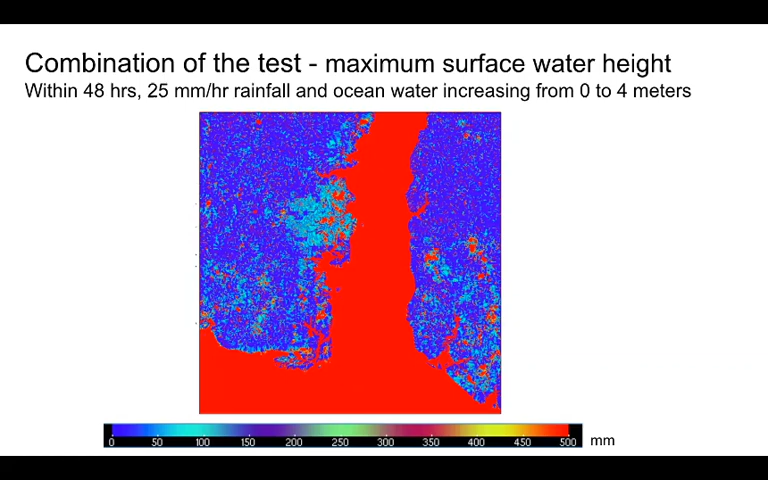 Combination of the test - maximum surface water height
Within 48 hrs, 25 mm/hr rainfall and ocean water increasing from 0 to 4 meters
0 50 100 150 200 250 300 350 400 450 500 mm